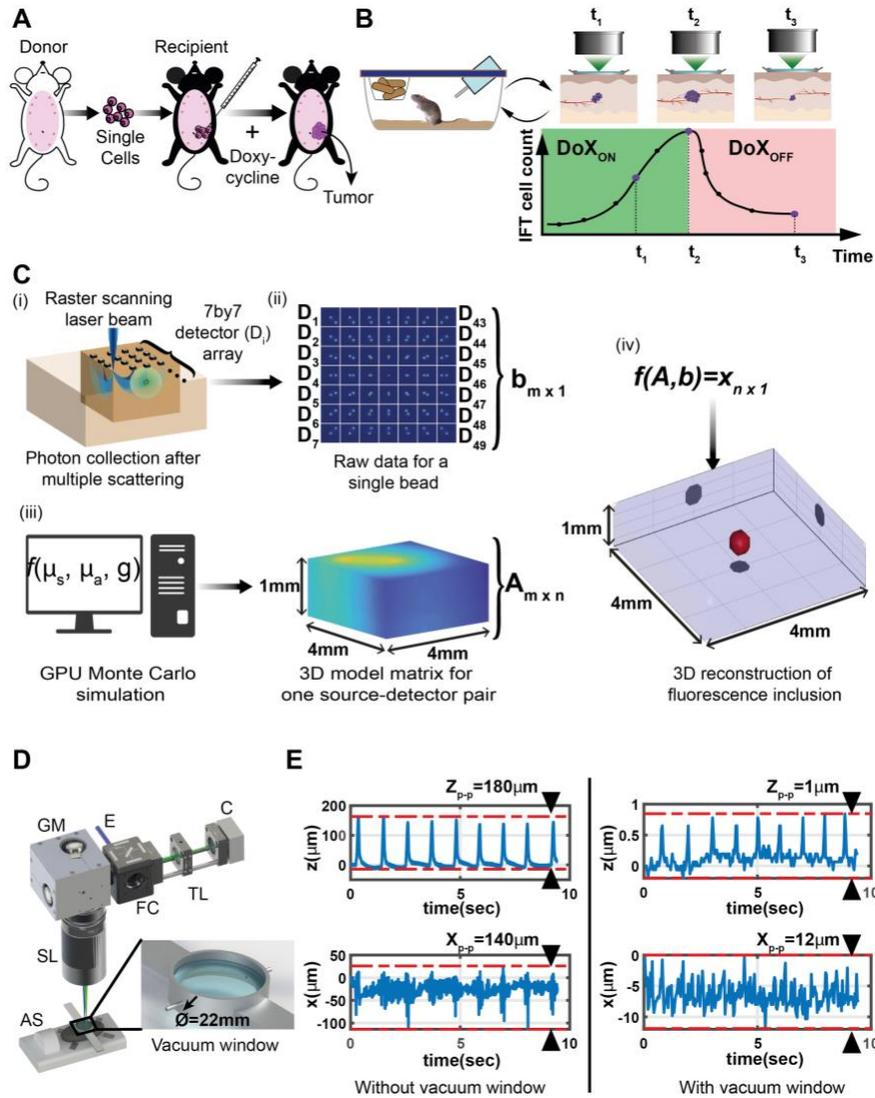 A
Donor
Recipient
Single
Cells
+
Doxy-
cycline
Tumor
B
t1
t2
t3
DoXON
DoXOFF
IFT cell count
t1
t2
t3
Time
C
(i)
Raster scanning
laser beam
7by7
detector (Di)
array
Photon collection after
multiple scattering
(ii)
D1
D2
D3
D4
D5
D6
D7
D43
D44
D45
D46
D47
D48
D49
bm x 1
Raw data for a
single bead
(iii)
f(μs, μa, g)
GPU Monte Carlo
simulation
1mm
4mm
4mm
Am x n
3D model matrix for
one source-detector pair
(iv)
f(A,b)=xn x 1
1mm
4mm
4mm
3D reconstruction of
fluorescence inclusion
D
GM
E
C
FC
TL
SL
AS
Ø=22mm
Vacuum window
E
Zp-p=180μm
z(μm)
200
100
0
0
5
10
time(sec)
Zp-p=1μm
z(μm)
1
0.5
0
0
5
10
time(sec)
Xp-p=140μm
x(μm)
50
0
-50
-100
0
5
10
time(sec)
Xp-p=12μm
x(μm)
0
-5
-10
0
5
10
time(sec)
Without vacuum window
With vacuum window